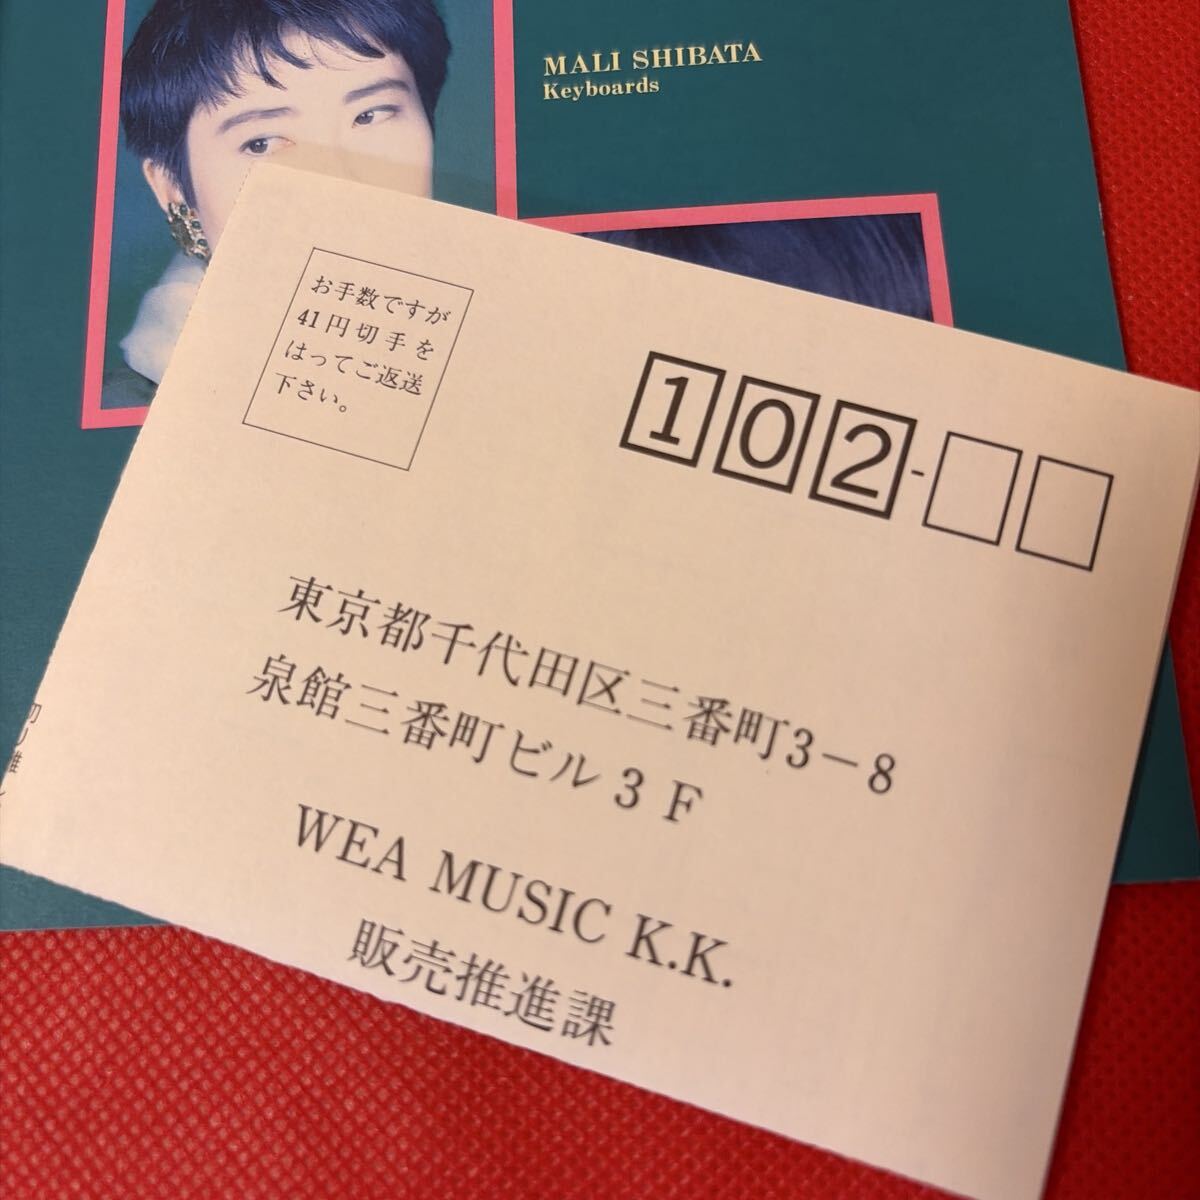 MALI SHIBATA
Keyboards
お手数ですが
41円切手を
はってご返送
下さい。
102-
東京都千代田区三番町3－8
泉館三番町ビル3F
WEA MUSIC K.K.
販売推進課